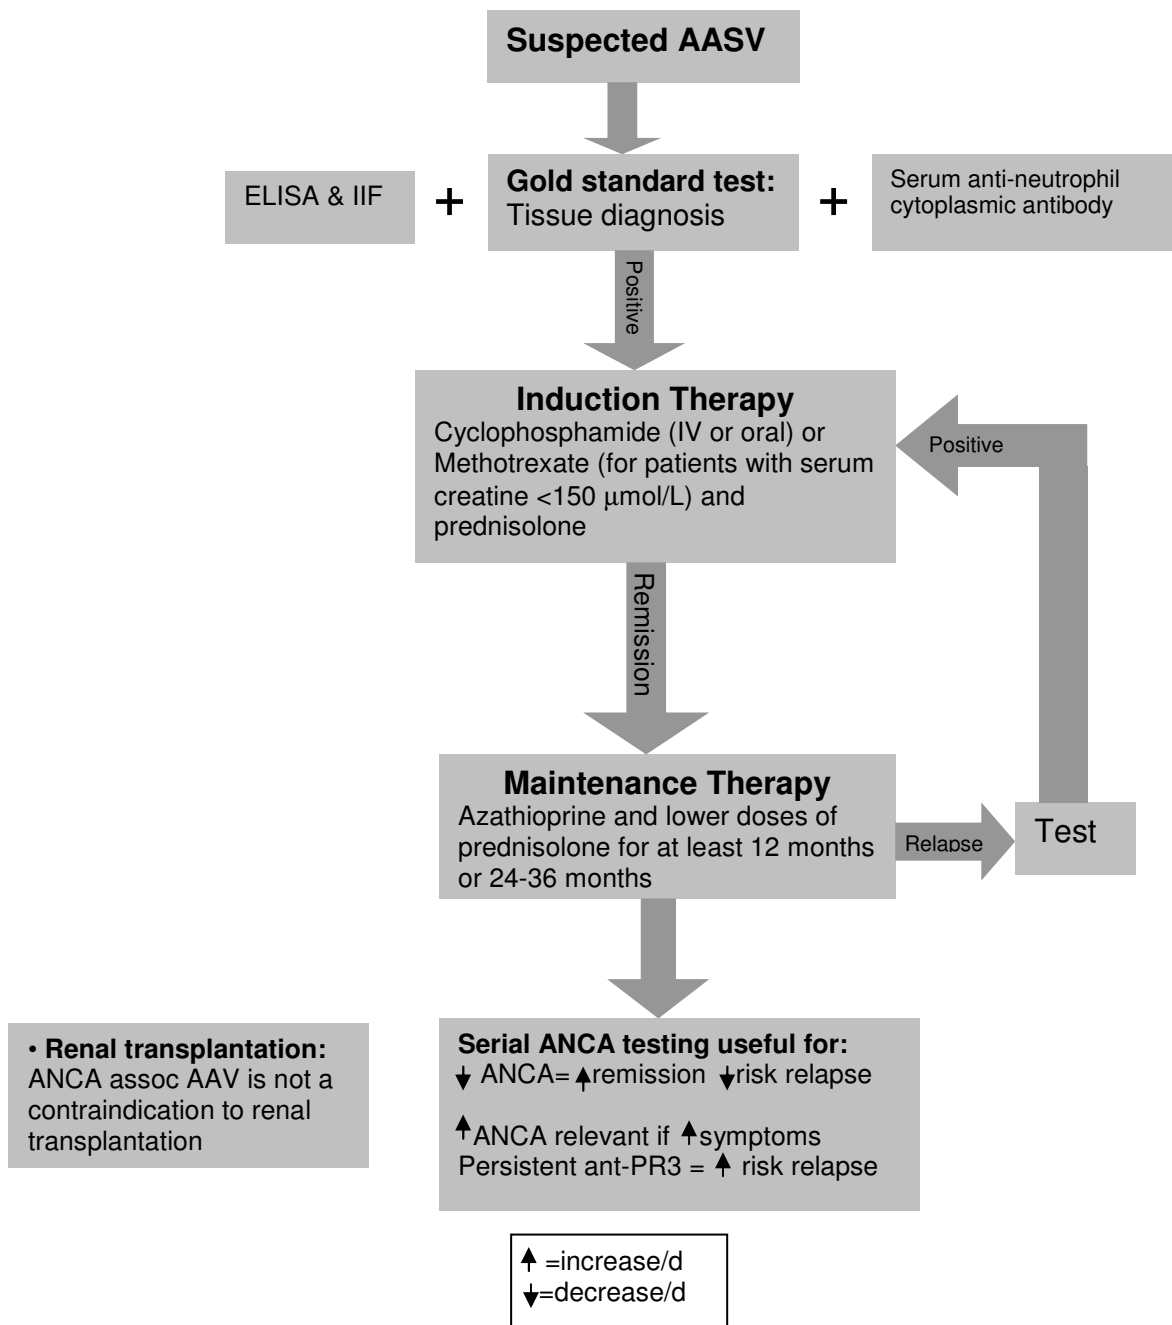 Suspected AASV
ELISA & IIF
+
Gold standard test:
Tissue diagnosis
+
Serum anti-neutrophil
cytoplasmic antibody
Positive
Induction Therapy
Cyclophosphamide (IV or oral) or
Methotrexate (for patients with serum
creatine <150 μmol/L) and
prednisolone
Positive
Remission
Maintenance Therapy
Azathioprine and lower doses of
prednisolone for at least 12 months
or 24-36 months
Relapse
Test
• Renal transplantation:
ANCA assoc AAV is not a
contraindication to renal
transplantation
Serial ANCA testing useful for:
↓ ANCA= ↑remission ↓risk relapse
↑ANCA relevant if ↑symptoms
Persistent ant-PR3 = ↑ risk relapse
↑ =increase/d
↓=decrease/d